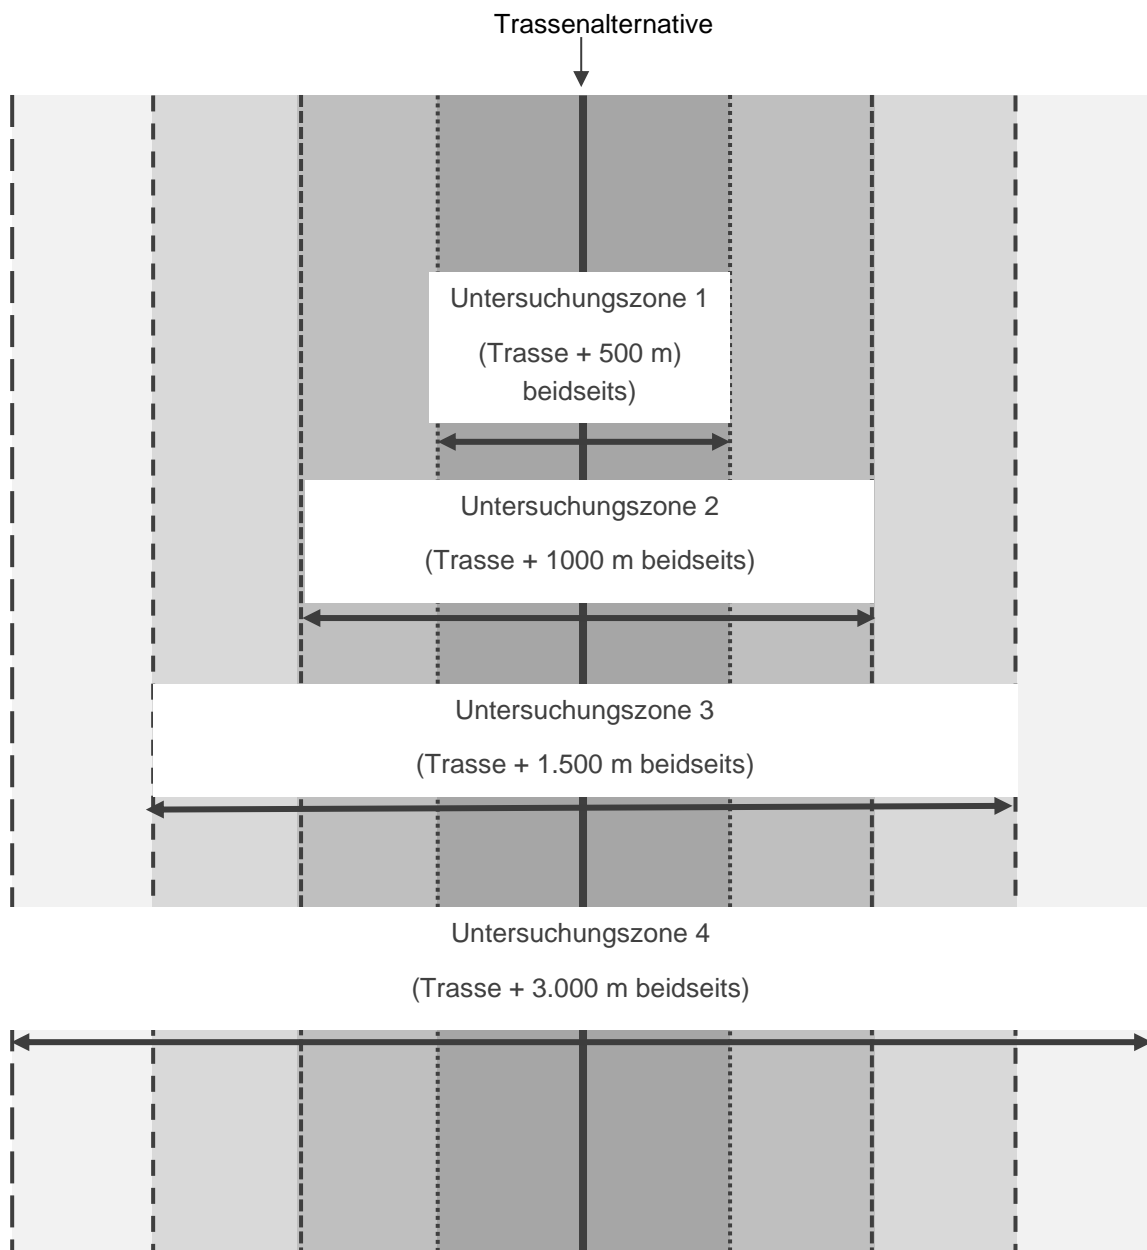 Trassenalternative
Untersuchungszone 1
(Trasse + 500 m)
beidseits)
Untersuchungszone 2
(Trasse + 1000 m beidseits)
Untersuchungszone 3
(Trasse + 1.500 m beidseits)
Untersuchungszone 4
(Trasse + 3.000 m beidseits)